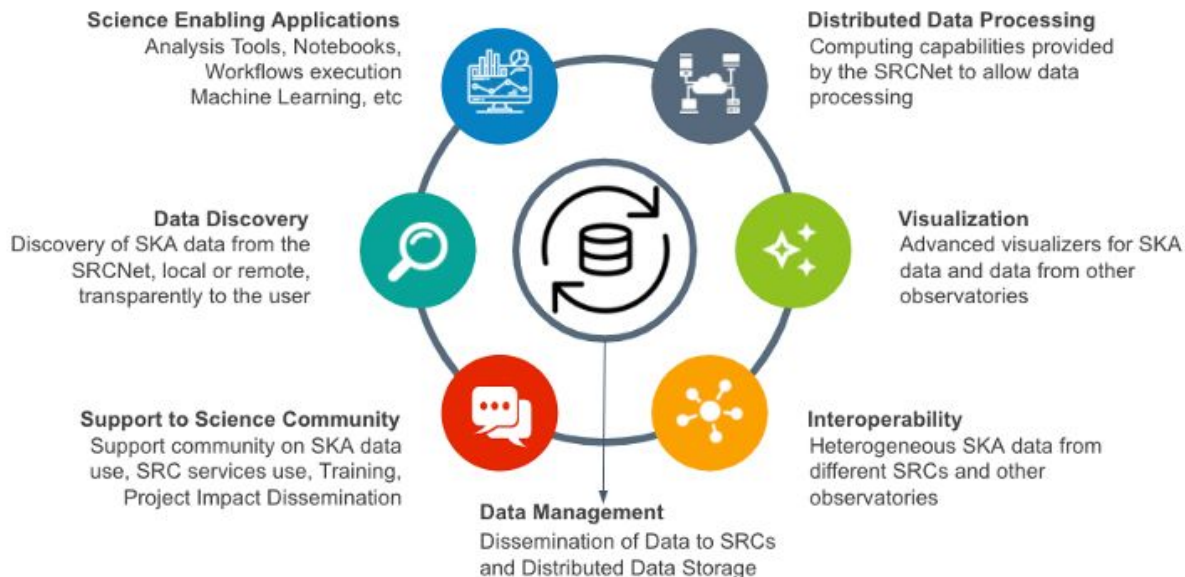 Science Enabling Applications
Analysis Tools, Notebooks,
Workflows execution
Machine Learning, etc
Distributed Data Processing
Computing capabilities provided
by the SRCNet to allow data
processing
Data Discovery
Discovery of SKA data from the
SRCNet, local or remote,
transparently to the user
Visualization
Advanced visualizers for SKA
data and data from other
observatories
Support to Science Community
Support community on SKA data
use, SRC services use, Training,
Project Impact Dissemination
Interoperability
Heterogeneous SKA data from
different SRCs and other
observatories
Data Management
Dissemination of Data to SRCs
and Distributed Data Storage